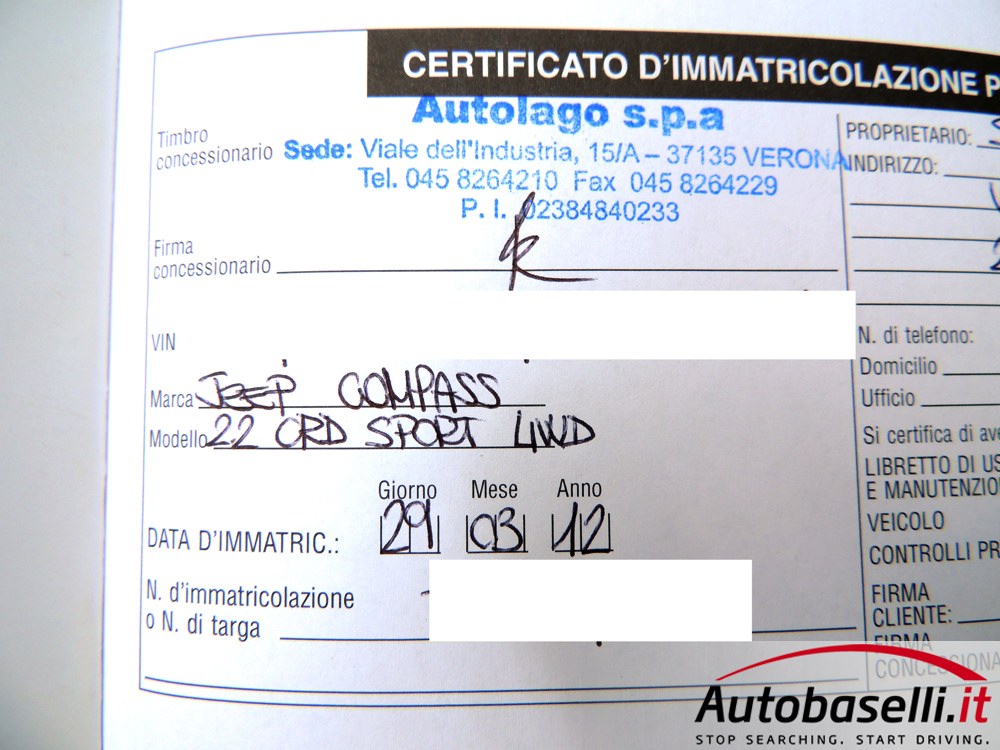 CERTIFICATO D'IMMATRICOLAZIONE P
Autolago s.p.a
Timbro
concessionario
Sede: Viale dell'Industria, 15/A – 37135 VERONA
Tel. 045 8264210 Fax 045 8264229
P. I. 02384840233
Firma
concessionario
VIN
Marca JEEP COMPASS
Modello 22 CRD SPORT 4WD
Giorno Mese Anno
DATA D'IMMATRIC.: 29 03 12
N. d'immatricolazione
o N. di targa
PROPRIETARIO:
INDIRIZZO:
N. di telefono:
Domicilio
Ufficio
Si certifica di ave
LIBRETTO DI US
E MANUTENZIO
VEICOLO
CONTROLLI PR
FIRMA
CLIENTE:
FIRMA
CONCESSIONA
Autobaselli.it
STOP SEARCHING. START DRIVING.